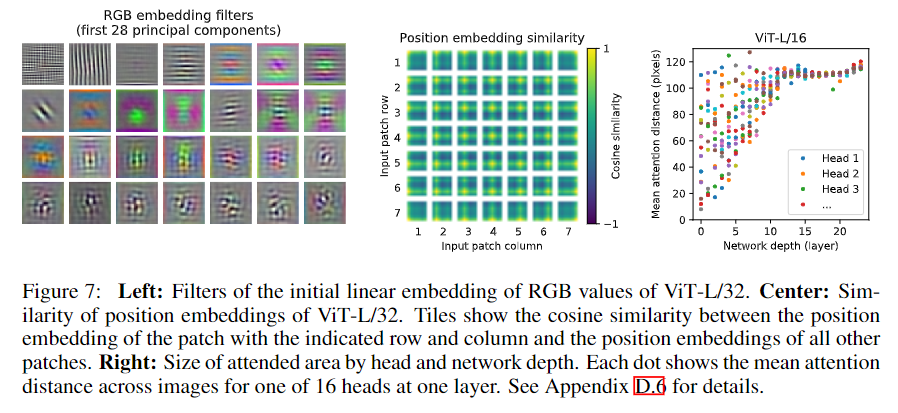 RGB embedding filters
(first 28 principal components)
Position embedding similarity
1
2
3
4
5
6
7
Input patch row
1 2 3 4 5 6 7
Input patch column
1
−1
Cosine similarity
ViT-L/16
120
100
80
60
40
20
0
Mean attention distance (pixels)
Head 1
Head 2
Head 3
...
0 5 10 15 20
Network depth (layer)
Figure 7: Left: Filters of the initial linear embedding of RGB values of ViT-L/32. Center: Sim-
ilarity of position embeddings of ViT-L/32. Tiles show the cosine similarity between the position
embedding of the patch with the indicated row and column and the position embeddings of all other
patches. Right: Size of attended area by head and network depth. Each dot shows the mean attention
distance across images for one of 16 heads at one layer. See Appendix D.6 for details.